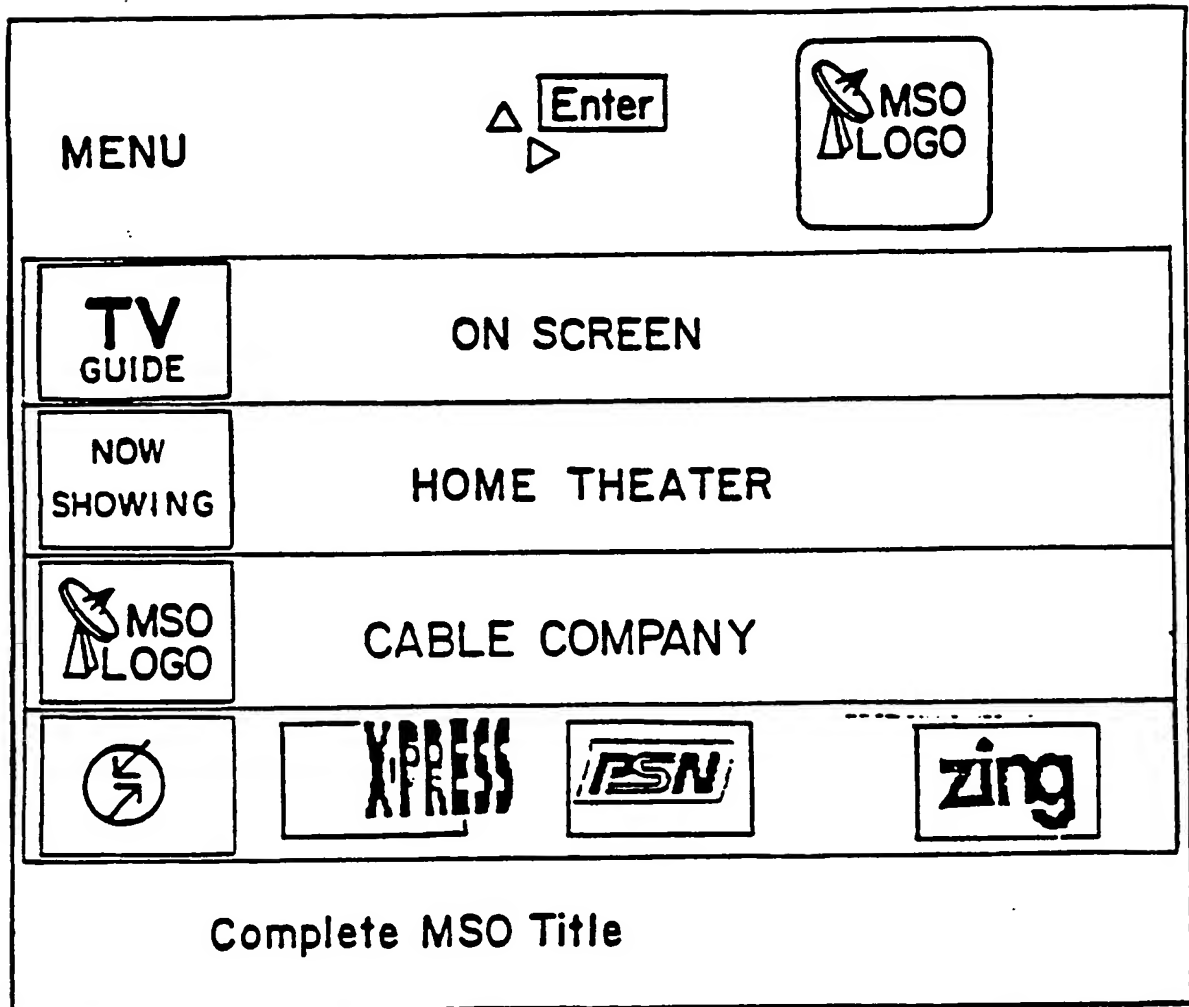 MENU
Enter
MSO
LOGO
TV
GUIDE
ON SCREEN
NOW
SHOWING
HOME THEATER
MSO
LOGO
CABLE COMPANY
X·PRESS
PSN
zing
Complete MSO Title